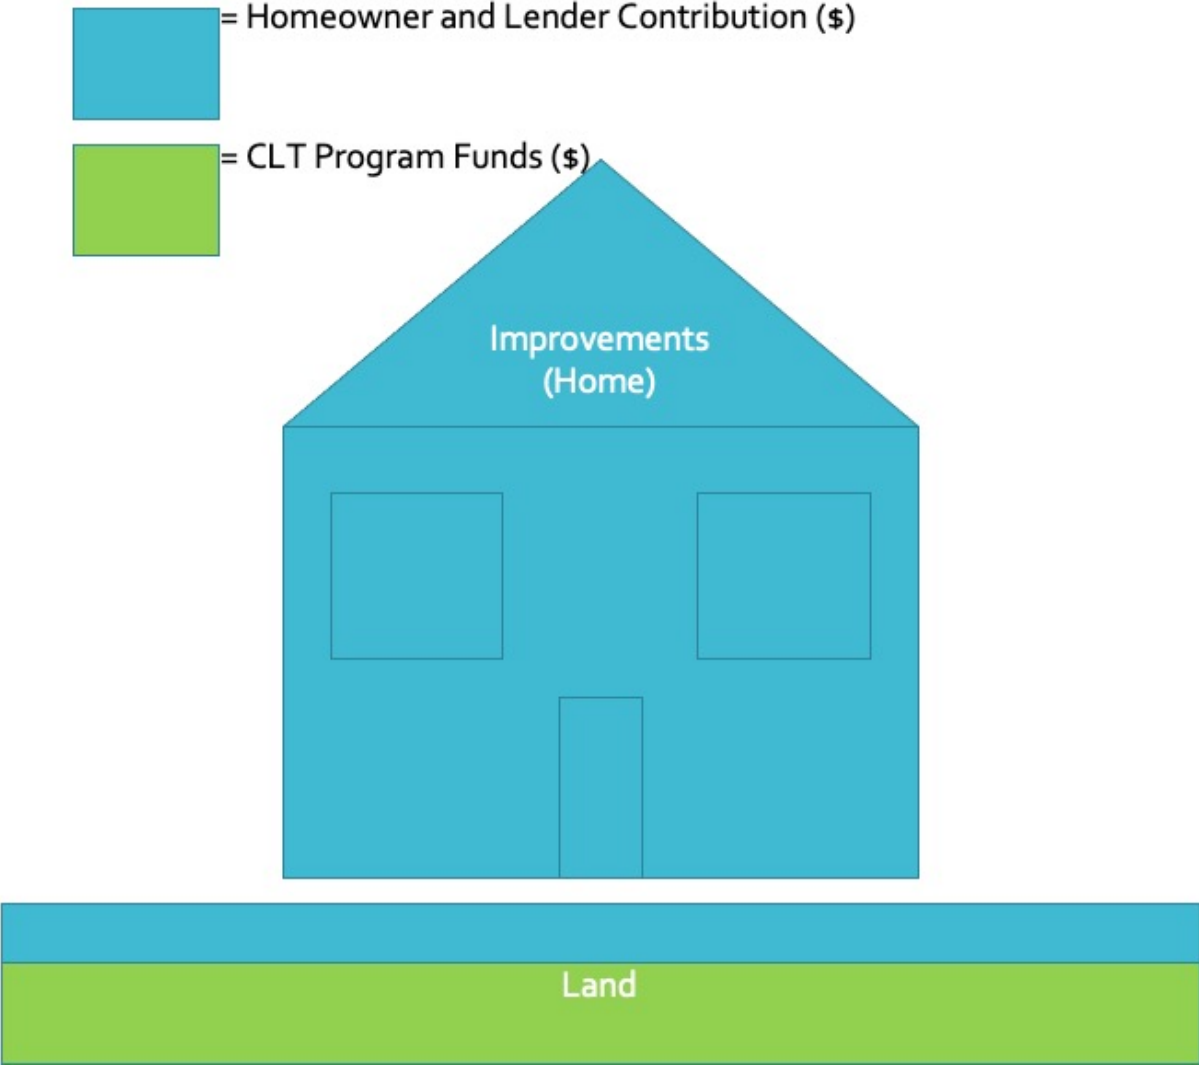 = Homeowner and Lender Contribution ($)
= CLT Program Funds ($)
Improvements
(Home)
Land